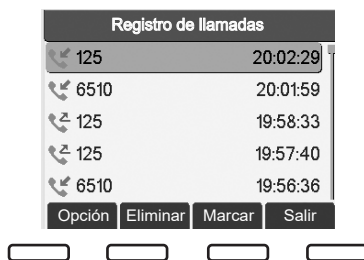 Registro de llamadas
125 20:02:29
6510 20:01:59
125 19:58:33
125 19:57:40
6510 19:56:36
Opción Eliminar Marcar Salir